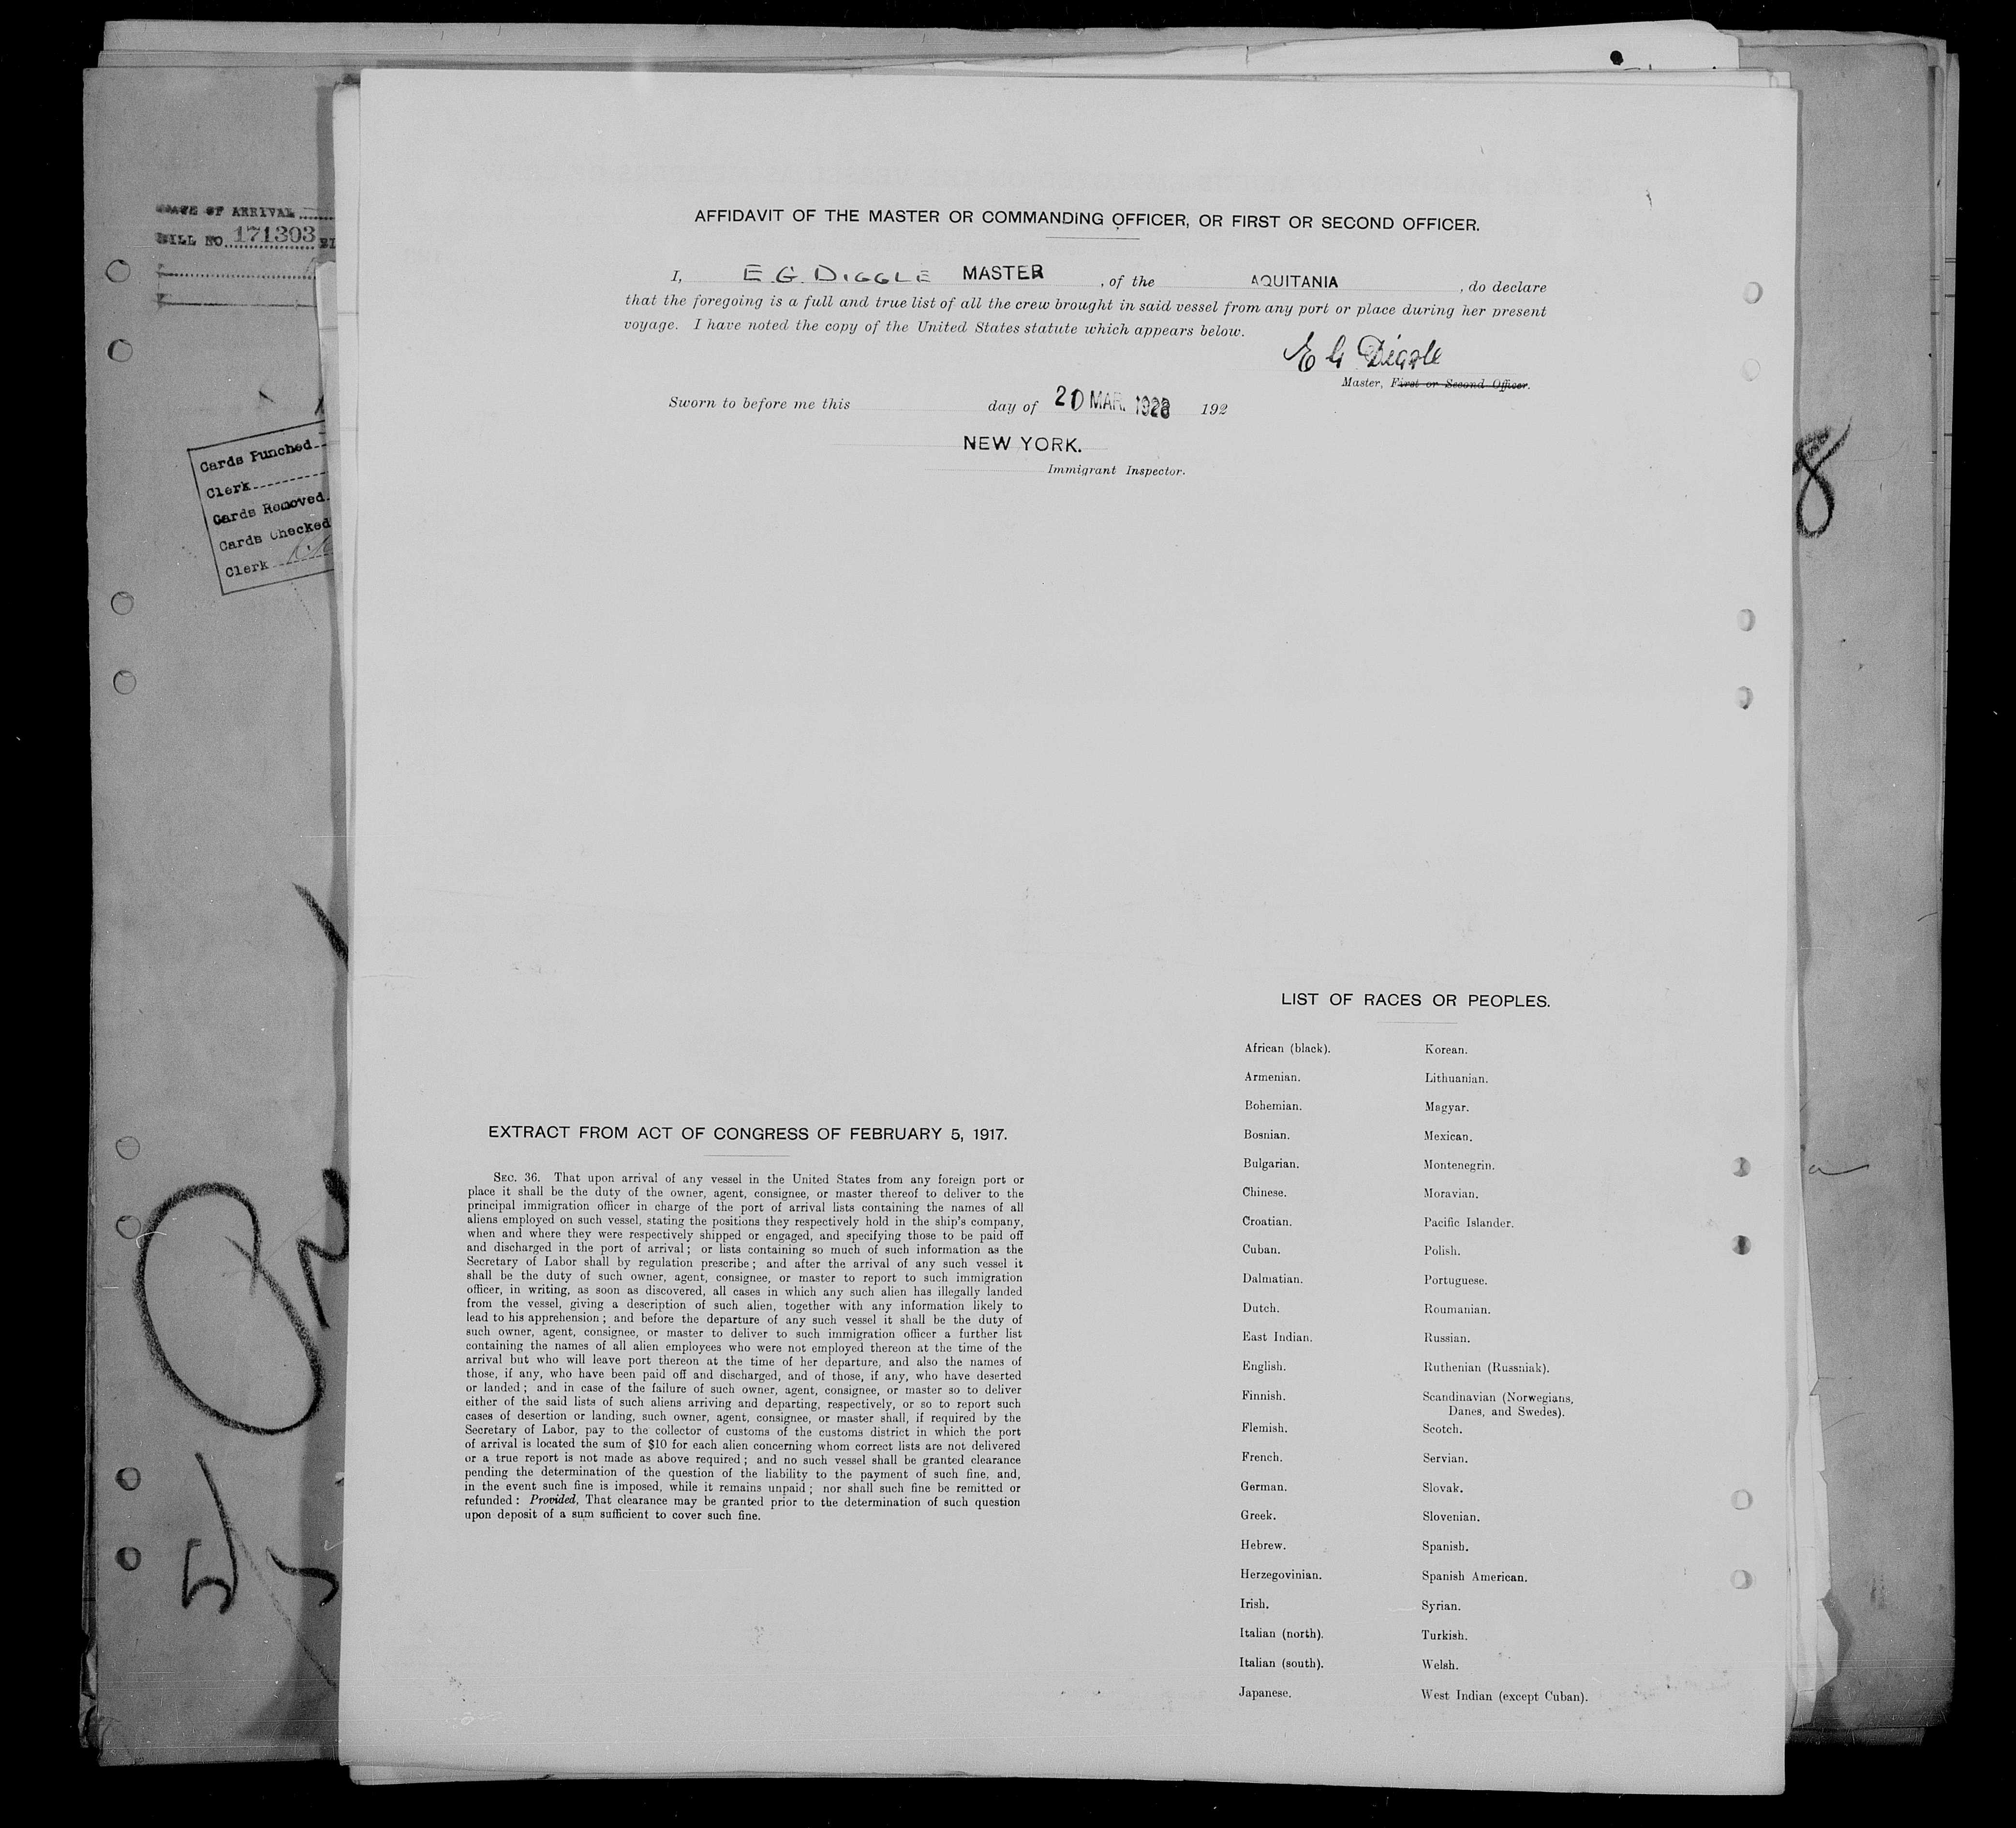 BILL NO. 171303
Cards Punched
Clerk
Cards Removed
Cards Checked
Clerk
8
AFFIDAVIT OF THE MASTER OR COMMANDING OFFICER, OR FIRST OR SECOND OFFICER.
I, E. G. DIGGLE MASTER, of the AQUITANIA, do declare
that the foregoing is a full and true list of all the crew brought in said vessel from any port or place during her present
voyage. I have noted the copy of the United States statute which appears below.
E G Diggle
Master, First or Second Officer.
Sworn to before me this day of 20 MAR. 1928 192
NEW YORK.
Immigrant Inspector.
EXTRACT FROM ACT OF CONGRESS OF FEBRUARY 5, 1917.
SEC. 36. That upon arrival of any vessel in the United States from any foreign port or
place it shall be the duty of the owner, agent, consignee, or master thereof to deliver to the
principal immigration officer in charge of the port of arrival lists containing the names of all
aliens employed on such vessel, stating the positions they respectively hold in the ship's company,
when and where they were respectively shipped or engaged, and specifying those to be paid off
and discharged in the port of arrival; or lists containing so much of such information as the
Secretary of Labor shall by regulation prescribe; and after the arrival of any such vessel it
shall be the duty of such owner, agent, consignee, or master to report to such immigration
officer, in writing, as soon as discovered, all cases in which any such alien has illegally landed
from the vessel, giving a description of such alien, together with any information likely to
lead to his apprehension; and before the departure of any such vessel it shall be the duty of
such owner, agent, consignee, or master to deliver to such immigration officer a further list
containing the names of all alien employees who were not employed thereon at the time of the
arrival but who will leave port thereon at the time of her departure, and also the names of
those, if any, who have been paid off and discharged, and of those, if any, who have deserted
or landed; and in case of the failure of such owner, agent, consignee, or master so to deliver
either of the said lists of such aliens arriving and departing, respectively, or so to report such
cases of desertion or landing, such owner, agent, consignee, or master shall, if required by the
Secretary of Labor, pay to the collector of customs of the customs district in which the port
of arrival is located the sum of $10 for each alien concerning whom correct lists are not delivered
or a true report is not made as above required; and no such vessel shall be granted clearance
pending the determination of the question of the liability to the payment of such fine, and,
in the event such fine is imposed, while it remains unpaid; nor shall such fine be remitted or
refunded: Provided, That clearance may be granted prior to the determination of such question
upon deposit of a sum sufficient to cover such fine.
LIST OF RACES OR PEOPLES.
African (black).
Armenian.
Bohemian.
Bosnian.
Bulgarian.
Chinese.
Croatian.
Cuban.
Dalmatian.
Dutch.
East Indian.
English.
Finnish.
Flemish.
French.
German.
Greek.
Hebrew.
Herzegovinian.
Irish.
Italian (north).
Italian (south).
Japanese.
Korean.
Lithuanian.
Magyar.
Mexican.
Montenegrin.
Moravian.
Pacific Islander.
Polish.
Portuguese.
Roumanian.
Russian.
Ruthenian (Russniak).
Scandinavian (Norwegians,
Danes, and Swedes).
Scotch.
Servian.
Slovak.
Slovenian.
Spanish.
Spanish American.
Syrian.
Turkish.
Welsh.
West Indian (except Cuban).